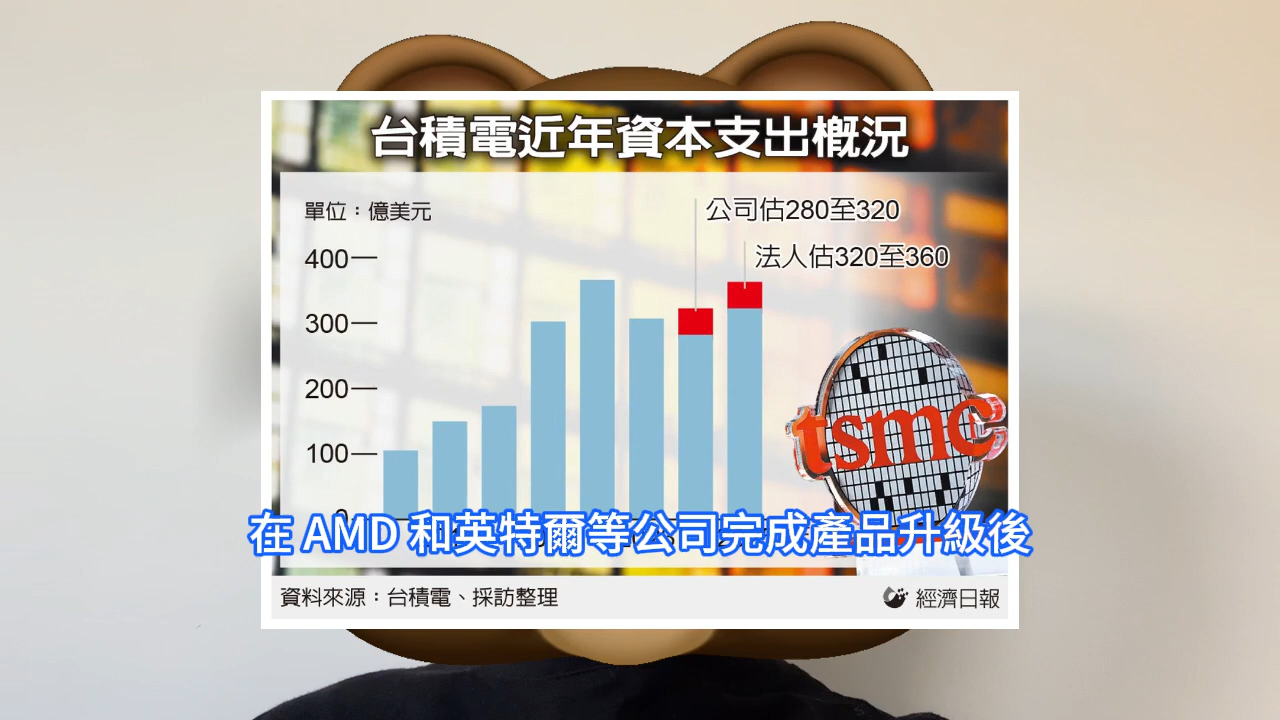 台積電近年資本支出概況
單位：億美元
公司估280至320
法人估320至360
400
300
200
100
0
tsmc
在 AMD 和英特爾等公司完成產品升級後
資料來源：台積電、採訪整理
經濟日報